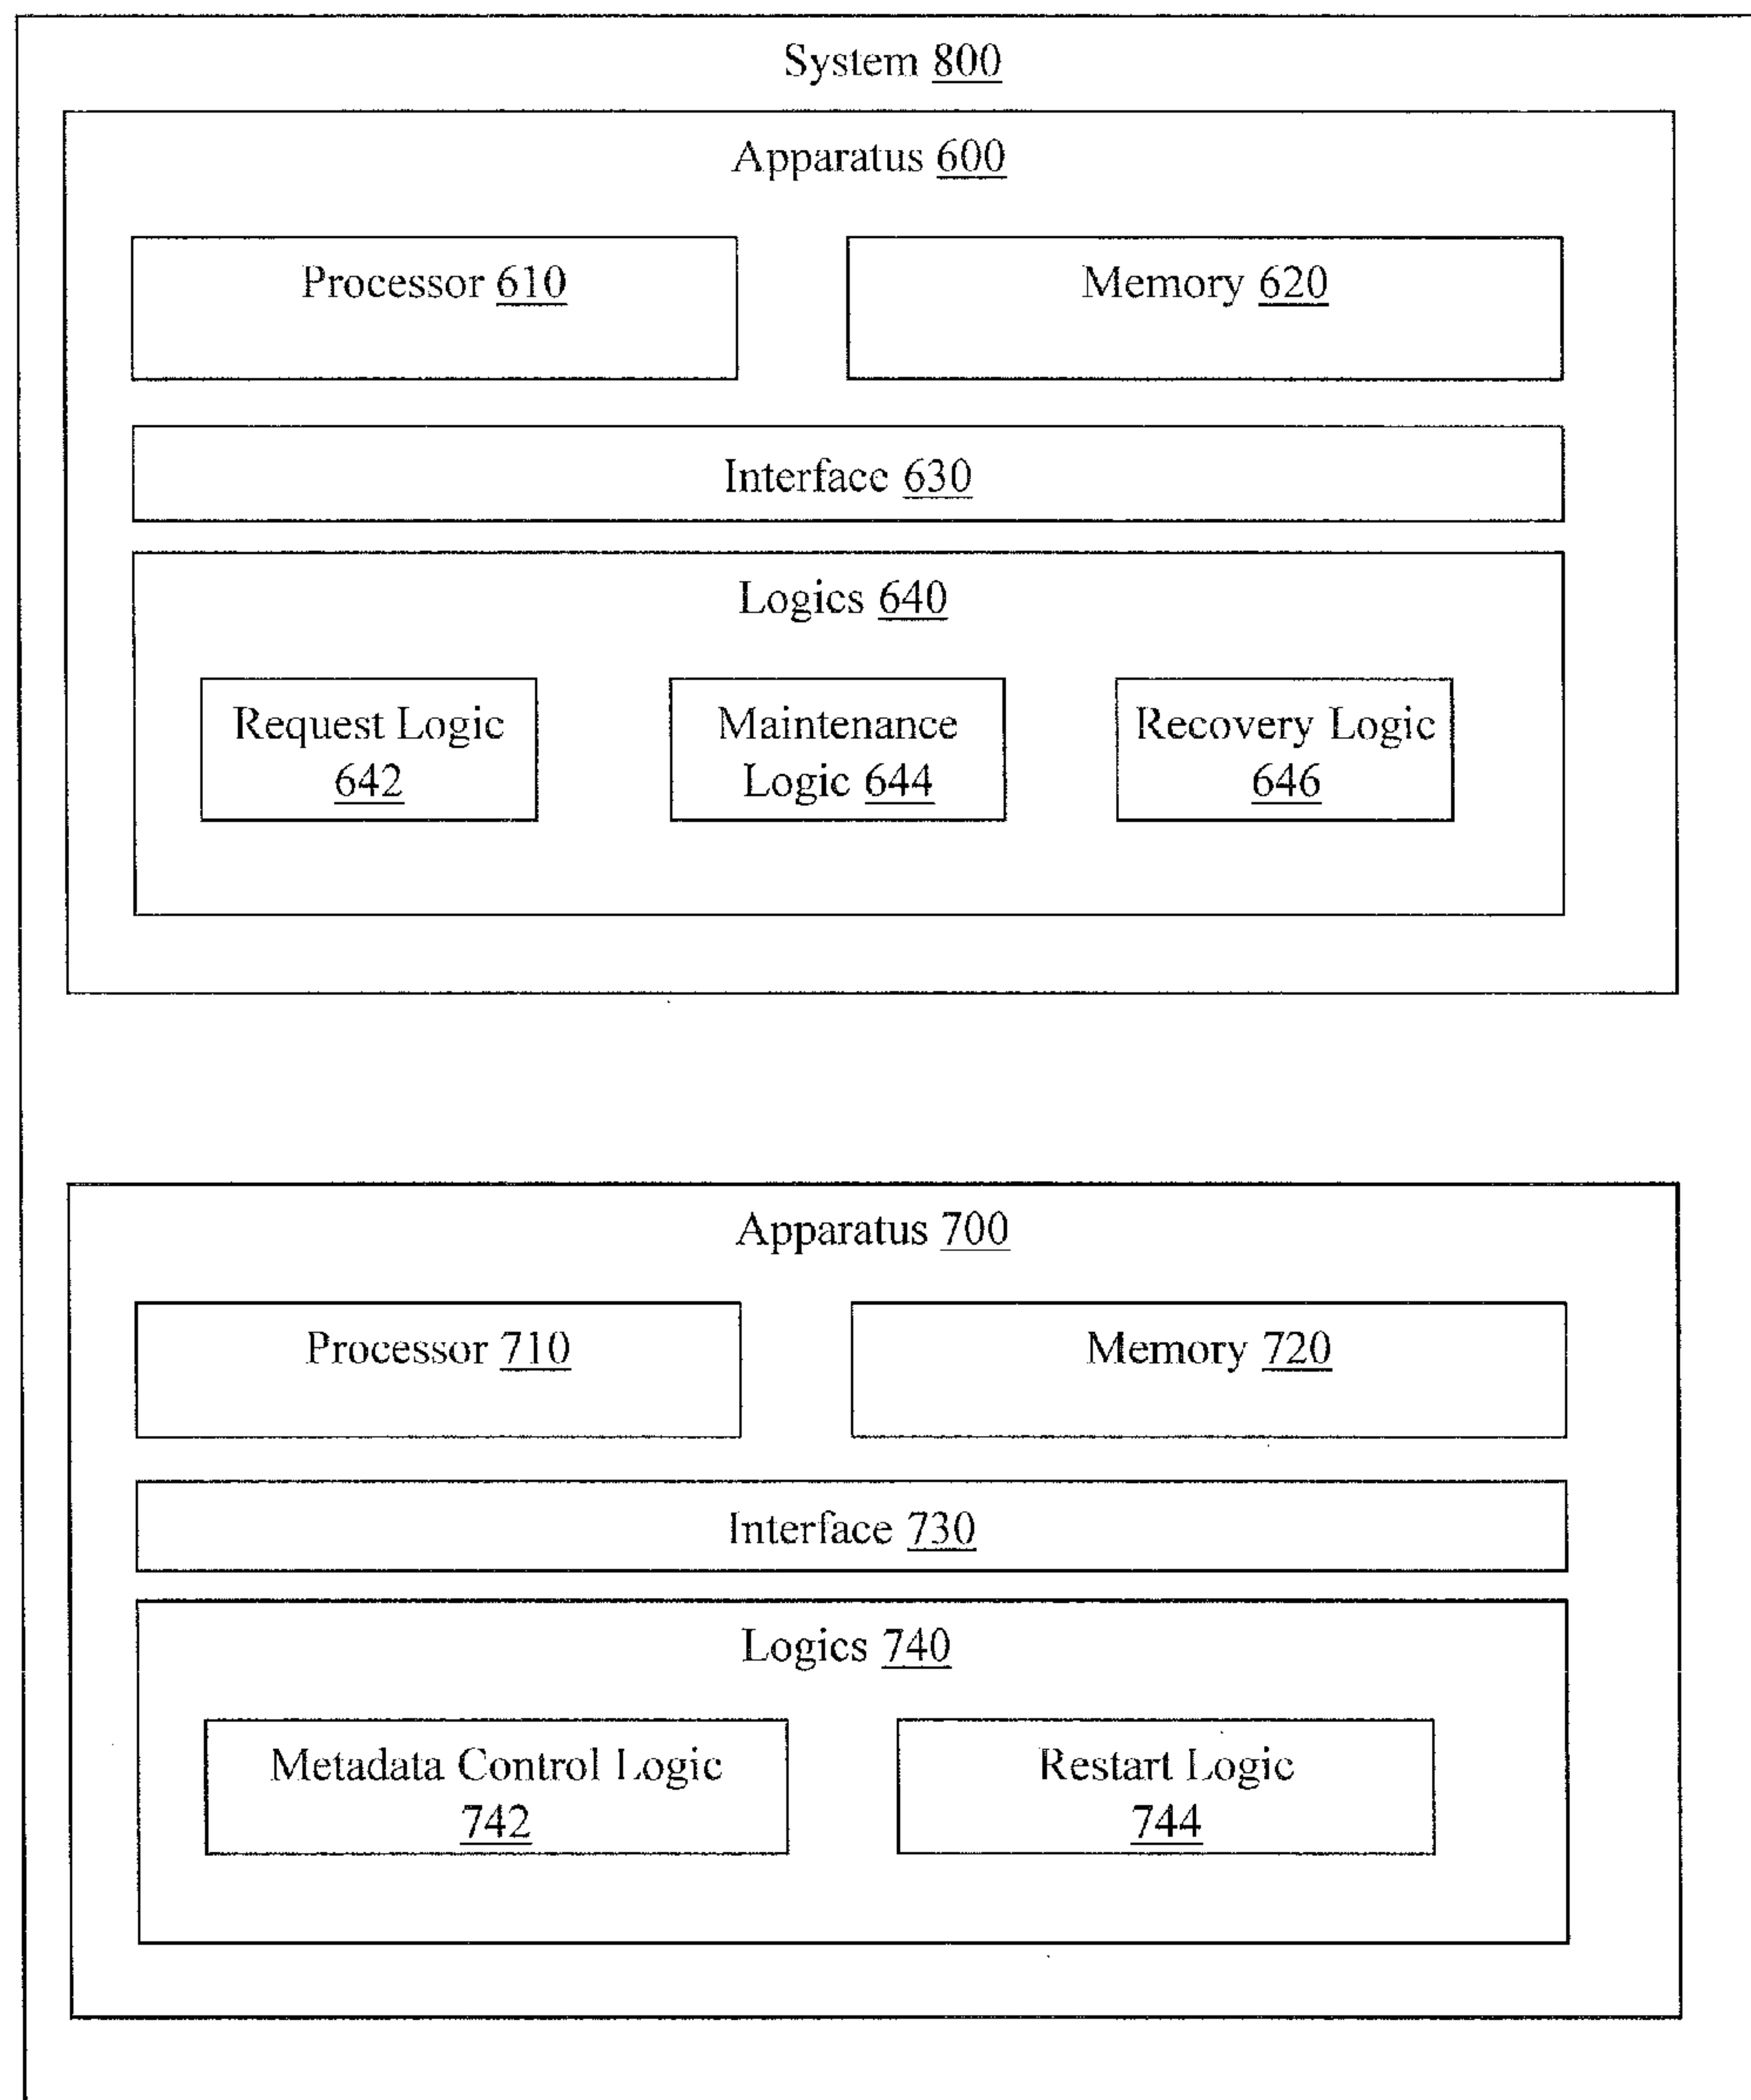 System 800
Apparatus 600
Processor 610
Memory 620
Interface 630
Logics 640
Request Logic
642
Maintenance
Logic 644
Recovery Logic
646
Apparatus 700
Processor 710
Memory 720
Interface 730
Logics 740
Metadata Control Logic
742
Restart Logic
744